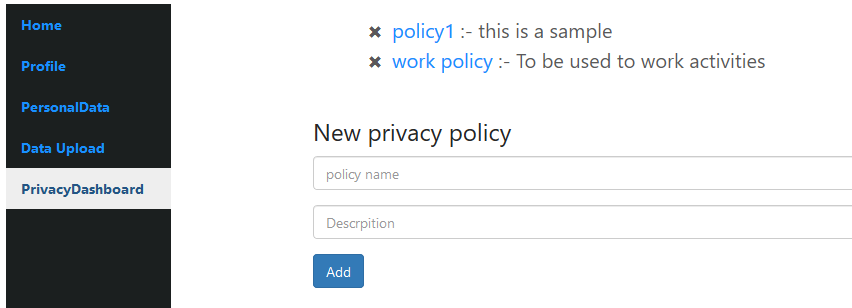 Home
Profile
PersonalData
Data Upload
PrivacyDashboard
✖ policy1 :- this is a sample
✖ work policy :- To be used to work activities
New privacy policy
policy name
Descrpition
Add